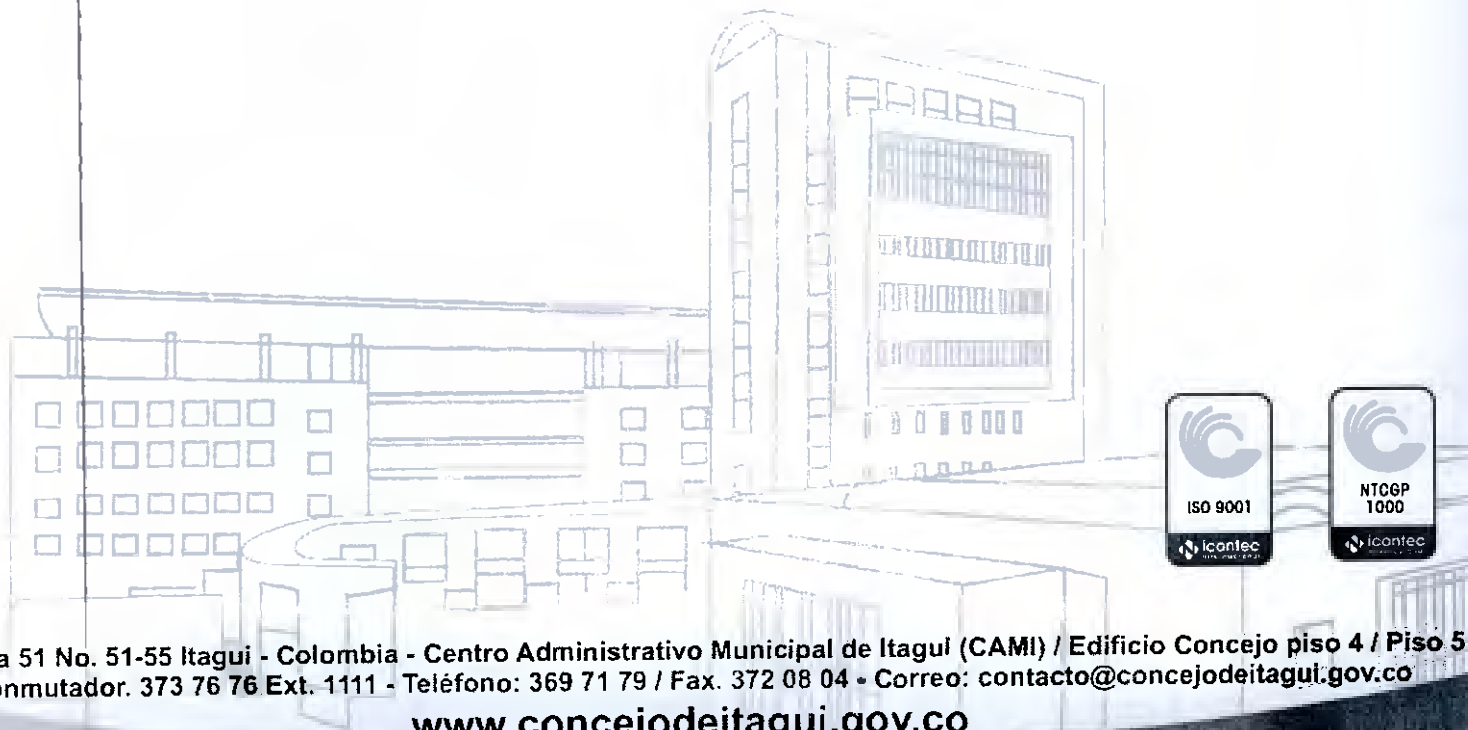 ISO 9001
icontec
NTCGP
1000
icontec
a 51 No. 51-55 Itagui - Colombia - Centro Administrativo Municipal de Itagui (CAMI) / Edificio Concejo piso 4 / Piso 5
onmutador. 373 76 76 Ext. 1111 - Teléfono: 369 71 79 / Fax. 372 08 04 - Correo: contacto@concejodeitagui.gov.co
www.concejodeitagui.gov.co